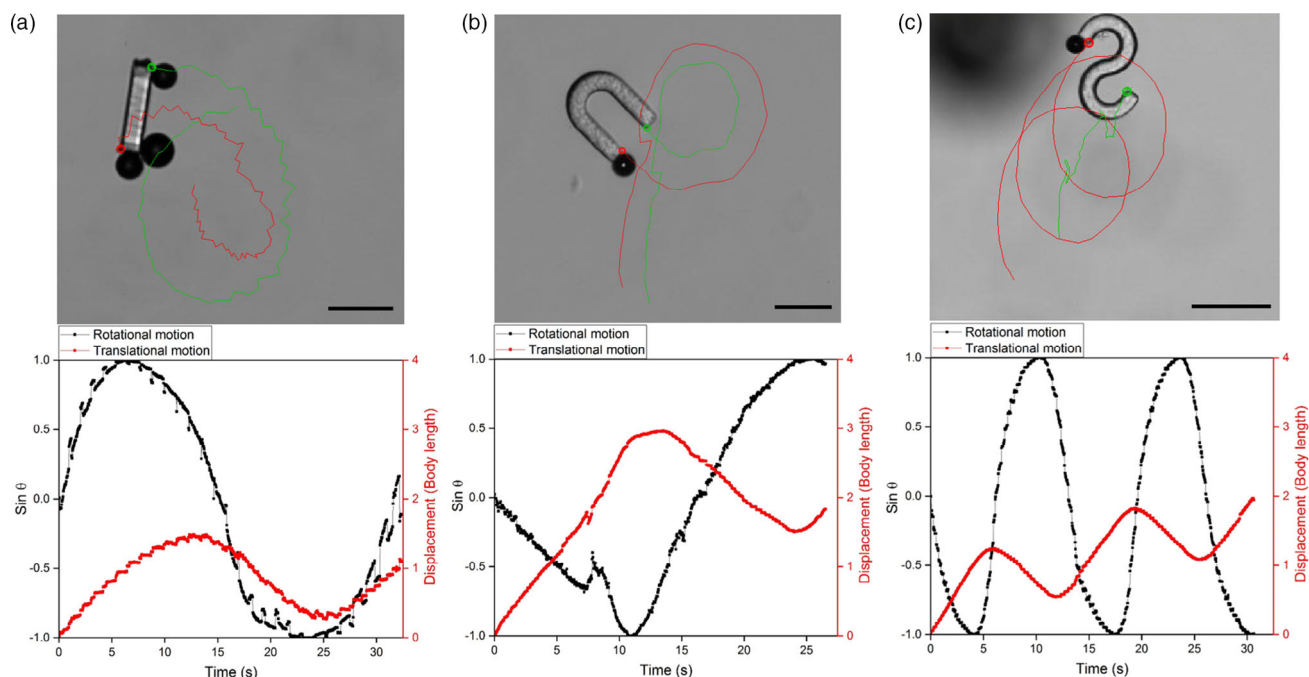 (a)
(b)
(c)
Rotational motion
Translational motion
1.0
0.5
0.0
-0.5
-1.0
Sin θ
4
3
2
1
0
Displacement (Body length)
0 5 10 15 20 25 30
Time (s)
Rotational motion
Translational motion
1.0
0.5
0.0
-0.5
-1.0
Sin θ
4
3
2
1
0
Displacement (Body length)
0 5 10 15 20 25
Time (s)
Rotational motion
Translational motion
1.0
0.5
0.0
-0.5
-1.0
Sin θ
4
3
2
1
0
Displacement (Body length)
0 5 10 15 20 25 30
Time (s)